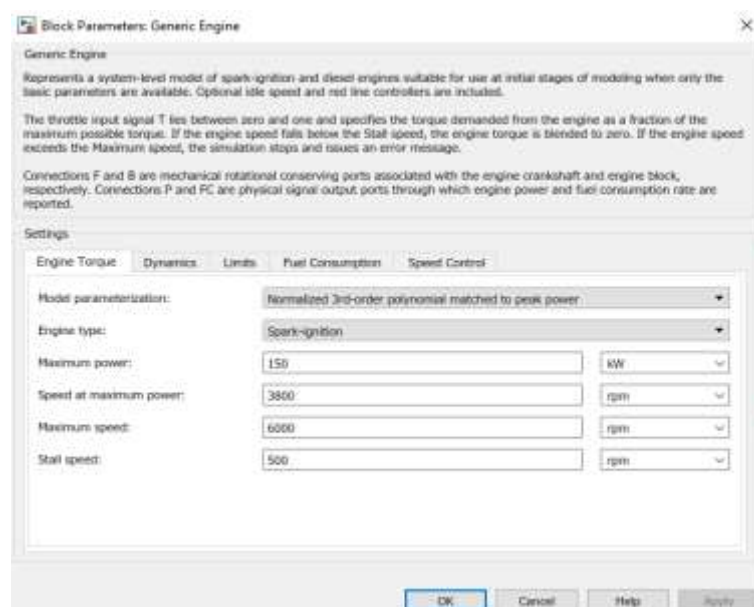 Block Parameters: Generic Engine
Generic Engine
Represents a system-level model of spark-ignition and diesel engines suitable for use at initial stages of modeling when only the
basic parameters are available. Optional idle speed and red line controllers are included.
The throttle input signal T lies between zero and one and specifies the torque demanded from the engine as a fraction of the
maximum possible torque. If the engine speed falls below the Stall speed, the engine torque is blended to zero. If the engine speed
exceeds the Maximum speed, the simulation stops and issues an error message.
Connections F and B are mechanical rotational conserving ports associated with the engine crankshaft and engine block,
respectively. Connections P and FC are physical signal output ports through which engine power and fuel consumption rate are
reported.
Settings
Engine Torque Dynamics Limits Fuel Consumption Speed Control
Model parameterization: Normalized 3rd-order polynomial matched to peak power
Engine type: Spark-ignition
Maximum power: 150 kW
Speed at maximum power: 3800 rpm
Maximum speed: 6000 rpm
Stall speed: 500 rpm
OK Cancel Help Apply